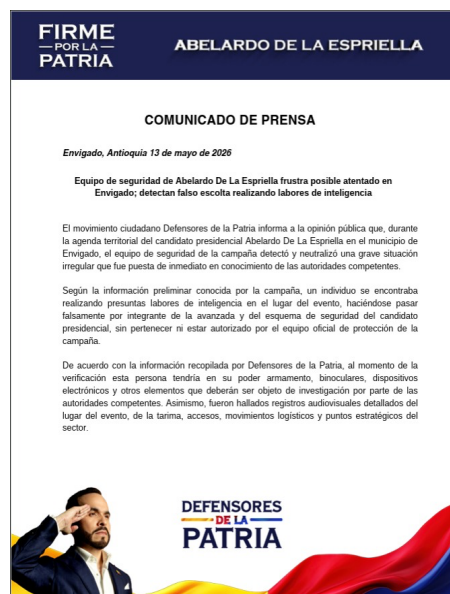 FIRME
POR LA
PATRIA
ABELARDO DE LA ESPRIELLA
COMUNICADO DE PRENSA
Envigado, Antioquia 13 de mayo de 2026
Equipo de seguridad de Abelardo De La Espriella frustra posible atentado en
Envigado; detectan falso escolta realizando labores de inteligencia
El movimiento ciudadano Defensores de la Patria informa a la opinión pública que, durante
la agenda territorial del candidato presidencial Abelardo De La Espriella en el municipio de
Envigado, el equipo de seguridad de la campaña detectó y neutralizó una grave situación
irregular que fue puesta de inmediato en conocimiento de las autoridades competentes.
Según la información preliminar conocida por la campaña, un individuo se encontraba
realizando presuntas labores de inteligencia en el lugar del evento, haciéndose pasar
falsamente por integrante de la avanzada y del esquema de seguridad del candidato
presidencial, sin pertenecer ni estar autorizado por el equipo oficial de protección de la
campaña.
De acuerdo con la información recopilada por Defensores de la Patria, al momento de la
verificación esta persona tendría en su poder armamento, binoculares, dispositivos
electrónicos y otros elementos que deberán ser objeto de investigación por parte de las
autoridades competentes. Asimismo, fueron hallados registros audiovisuales detallados del
lugar del evento, de la tarima, accesos, movimientos logísticos y puntos estratégicos del
sector.
DEFENSORES
DE LA
PATRIA